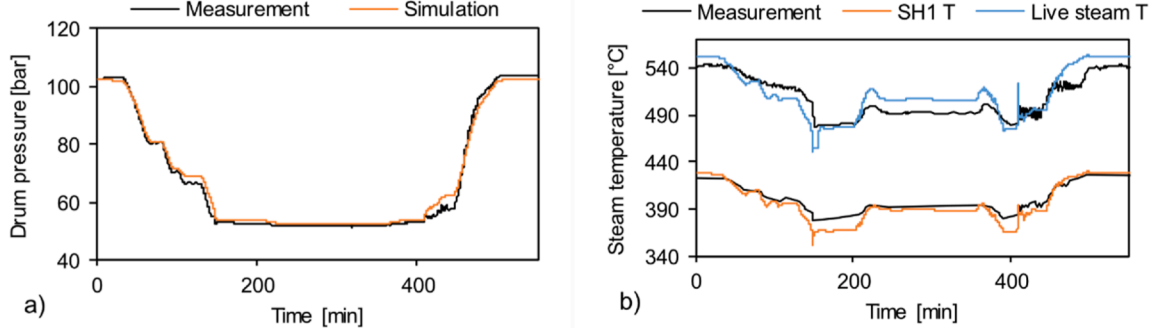 Measurement Simulation
120
100
80
60
40
0 200 400
Drum pressure [bar]
Time [min]
a)
Measurement SH1 T Live steam T
540
490
440
390
340
0 200 400
Steam temperature [°C]
Time [min]
b)